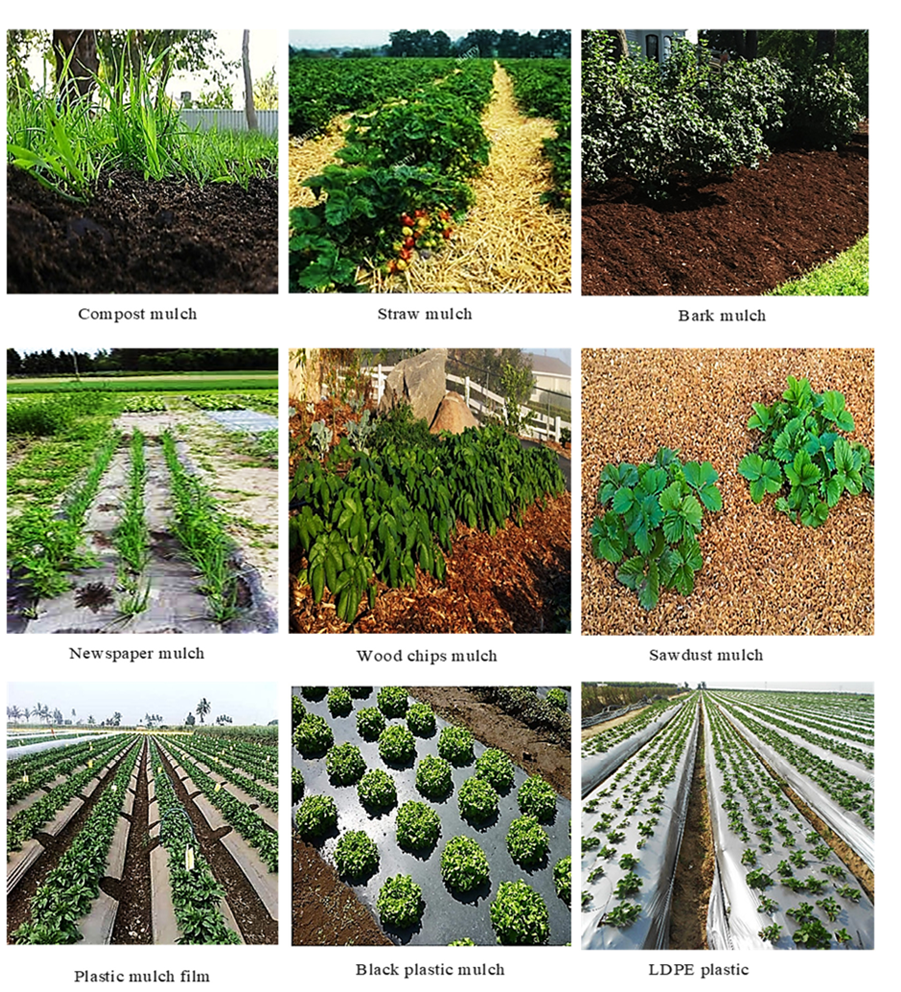 Compost mulch
Straw mulch
Bark mulch
Newspaper mulch
Wood chips mulch
Sawdust mulch
Plastic mulch film
Black plastic mulch
LDPE plastic